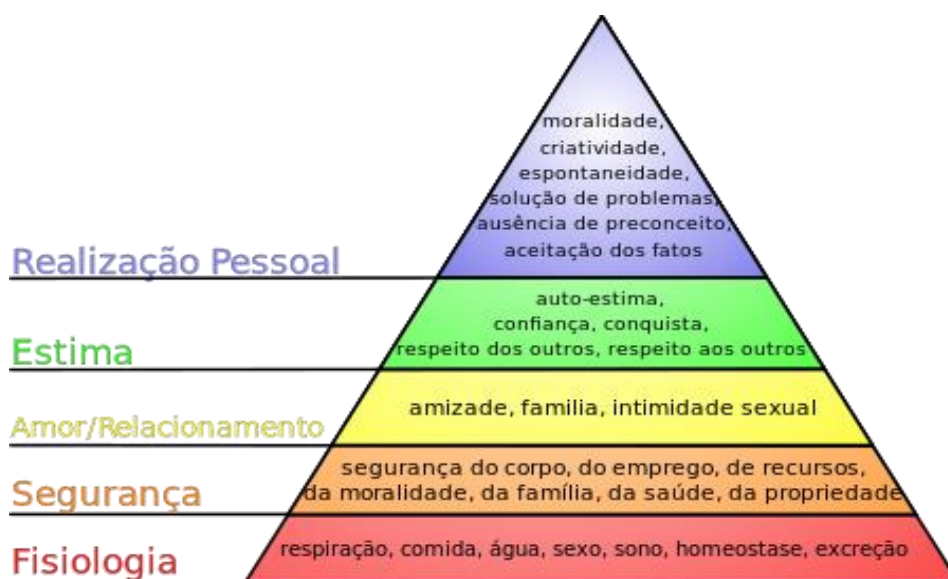 moralidade,
criatividade,
espontaneidade,
solução de problemas,
ausência de preconceito,
aceitação dos fatos
Realização Pessoal
auto-estima,
confiança, conquista,
respeito dos outros, respeito aos outros
Estima
amizade, familia, intimidade sexual
Amor/Relacionamento
segurança do corpo, do emprego, de recursos,
da moralidade, da família, da saúde, da propriedade
Segurança
respiração, comida, água, sexo, sono, homeostase, excreção
Fisiologia